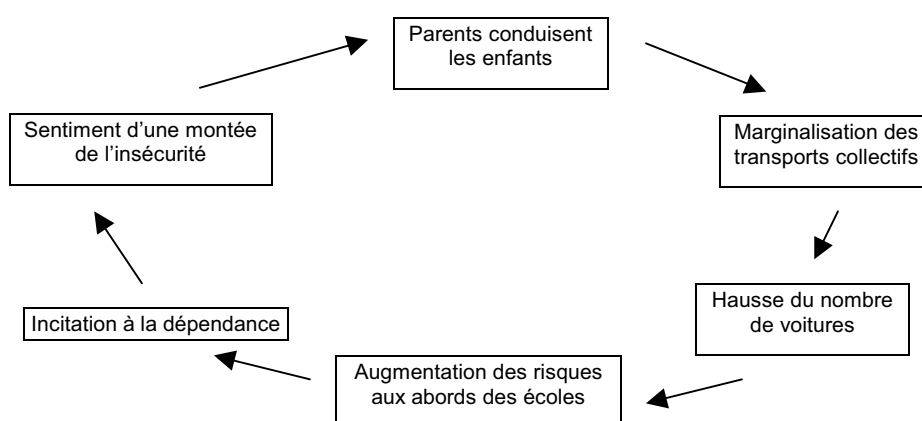 Parents conduisent
les enfants
Sentiment d'une montée
de l'insécurité
Marginalisation des
transports collectifs
Incitation à la dépendance
Hausse du nombre
de voitures
Augmentation des risques
aux abords des écoles